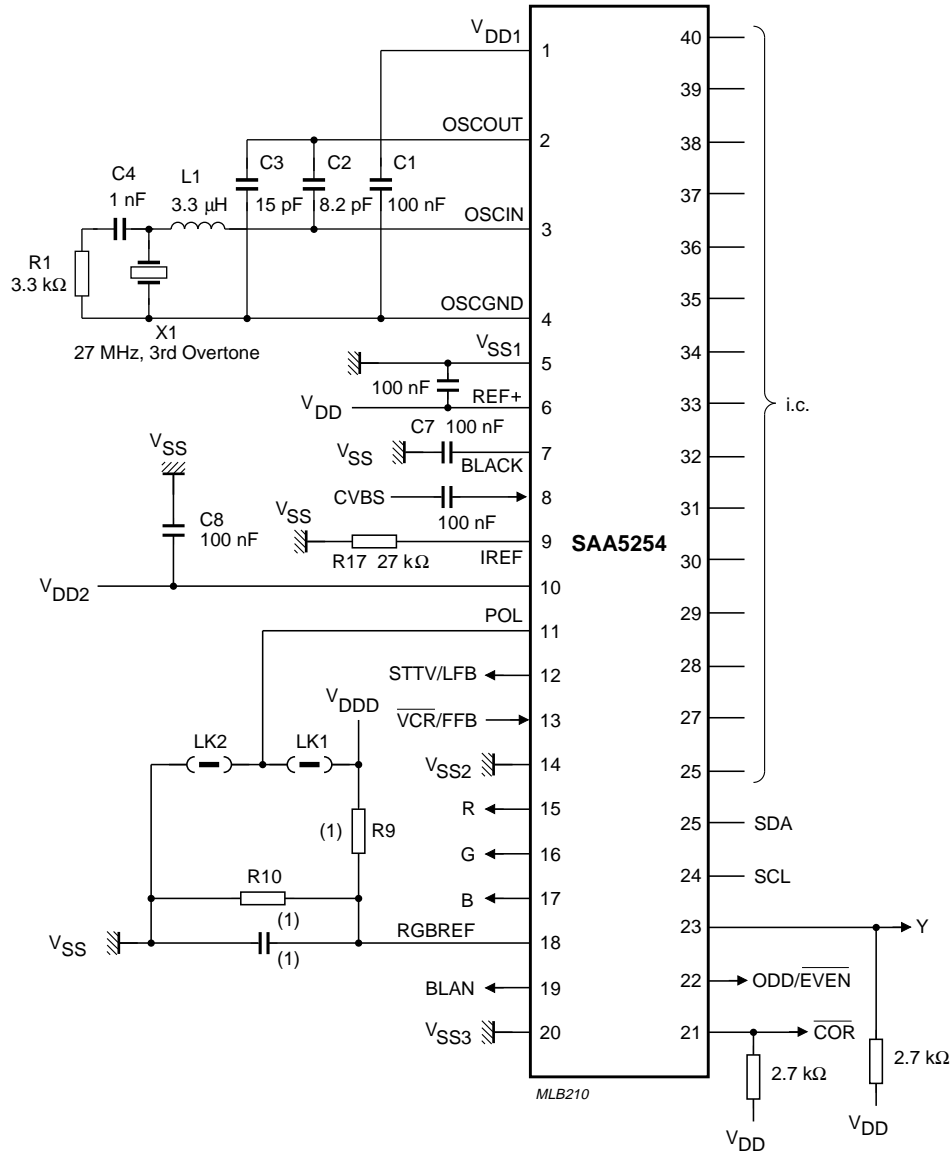 VDD1
1
40
39
OSCOUT
2
38
C4
1 nF
L1
3.3 μH
C3
15 pF
C2
8.2 pF
C1
100 nF
37
OSCIN
3
36
R1
3.3 kΩ
35
OSCGND
4
X1
27 MHz, 3rd Overtone
VSS1
5
34
100 nF
REF+
VDD
6
33
i.c.
C7 100 nF
VSS
7
BLACK
32
VSS
CVBS
8
100 nF
31
C8
100 nF
VSS
9
SAA5254
R17 27 kΩ
IREF
30
VDD2
10
29
POL
11
28
STTV/LFB
12
VDDD
VCR/FFB
13
27
LK2
LK1
VSS2
14
25
R
15
(1)
R9
25
SDA
G
16
24
SCL
R10
B
17
(1)
23
Y
VSS
(1)
RGBREF
18
BLAN
19
22
ODD/EVEN
VSS3
20
21
COR
2.7 kΩ
2.7 kΩ
MLB210
VDD
VDD